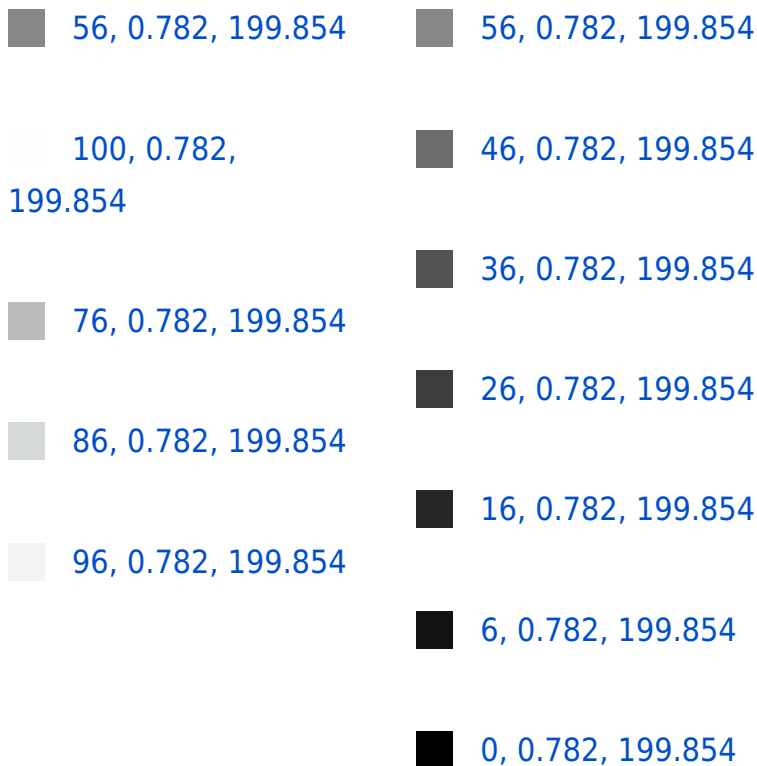 56, 0.782, 199.854
100, 0.782,
199.854
76, 0.782, 199.854
86, 0.782, 199.854
96, 0.782, 199.854
56, 0.782, 199.854
46, 0.782, 199.854
36, 0.782, 199.854
26, 0.782, 199.854
16, 0.782, 199.854
6, 0.782, 199.854
0, 0.782, 199.854